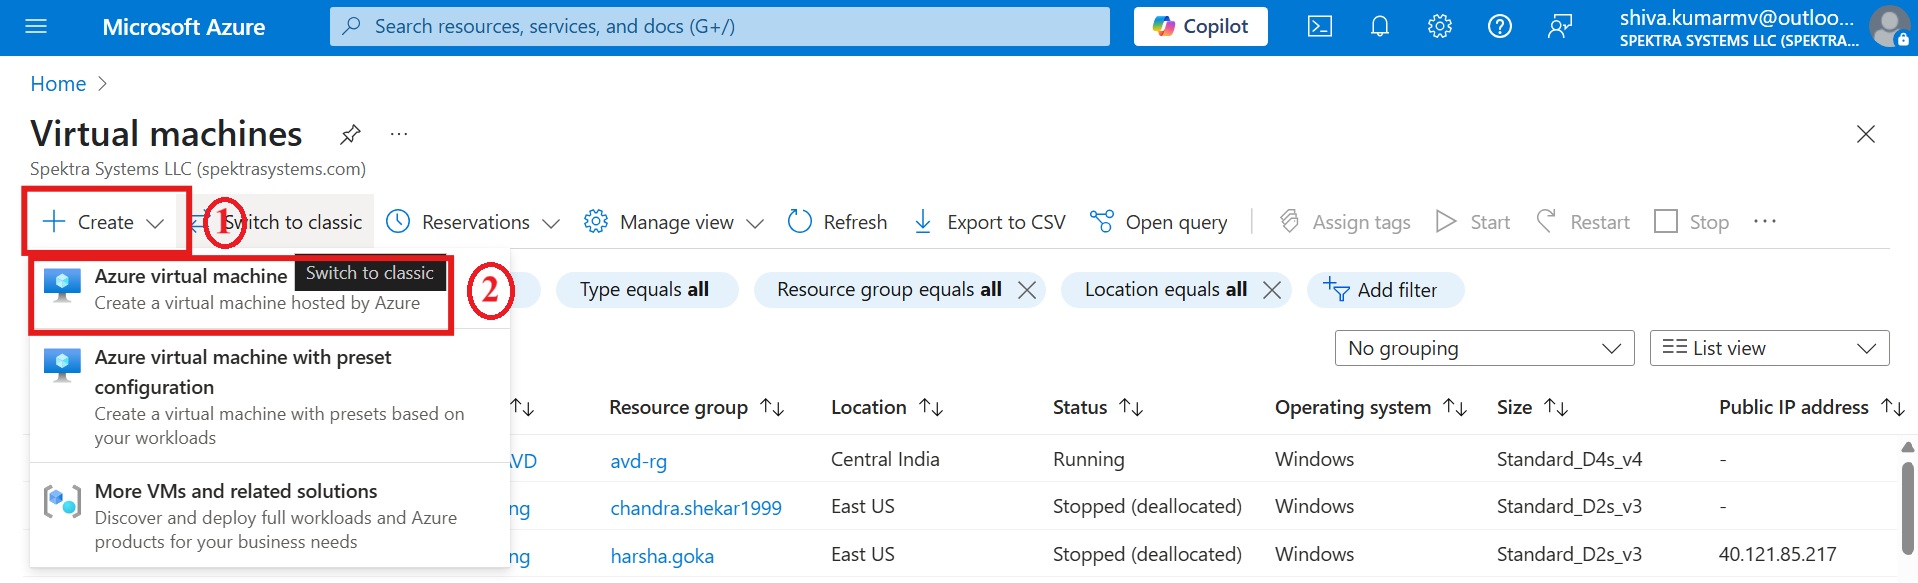 Microsoft Azure
Search resources, services, and docs (G+/)
Copilot
shiva.kumarmv@outloo...
SPEKTRA SYSTEMS LLC (SPEKTRA...
Home
Virtual machines
Spektra Systems LLC (spektrasystems.com)
Create 1 Switch to classic Reservations Manage view Refresh Export to CSV Open query Assign tags Start Restart Stop
Azure virtual machine
Create a virtual machine hosted by Azure
Switch to classic
2
Type equals all Resource group equals all Location equals all Add filter
Azure virtual machine with preset
configuration
Create a virtual machine with presets based on
your workloads
More VMs and related solutions
Discover and deploy full workloads and Azure
products for your business needs
No grouping List view
Resource group Location Status Operating system Size Public IP address
avd-rg Central India Running Windows Standard_D4s_v4 -
ng chandra.shekar1999 East US Stopped (deallocated) Windows Standard_D2s_v3 -
ng harsha.goka East US Stopped (deallocated) Windows Standard_D2s_v3 40.121.85.217